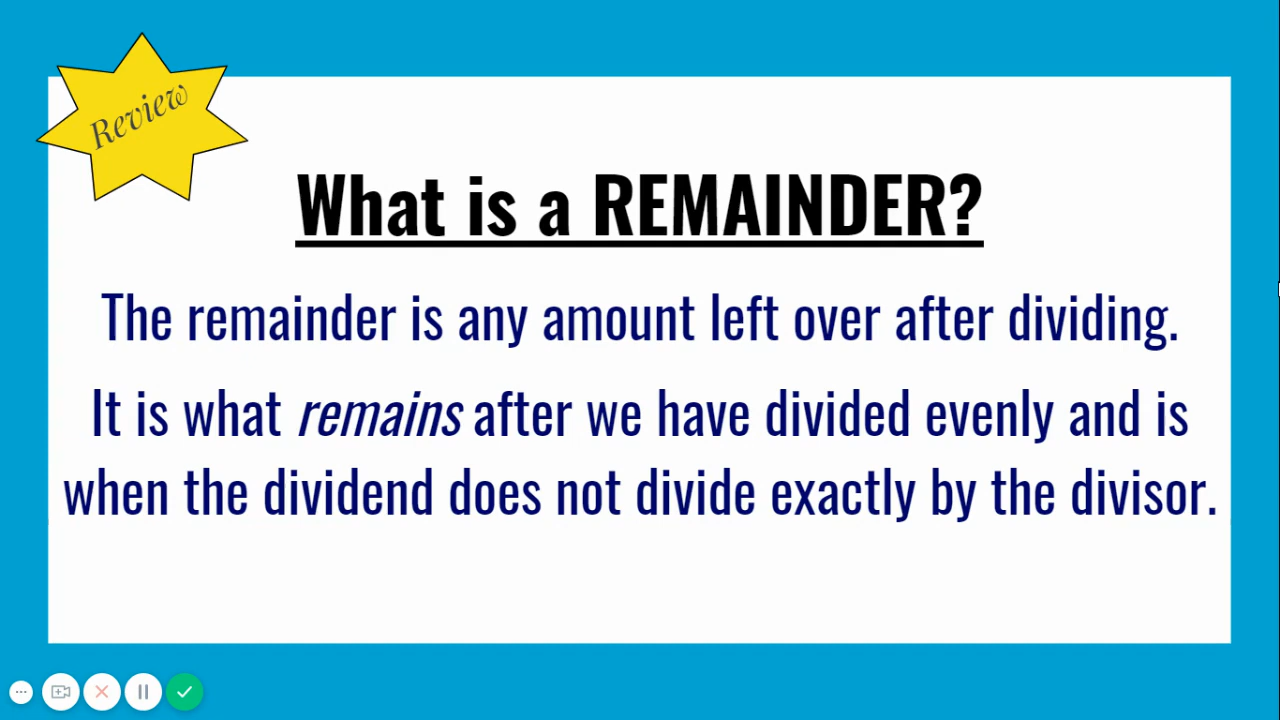 Review
What is a REMAINDER?
The remainder is any amount left over after dividing.
It is what remains after we have divided evenly and is
when the dividend does not divide exactly by the divisor.